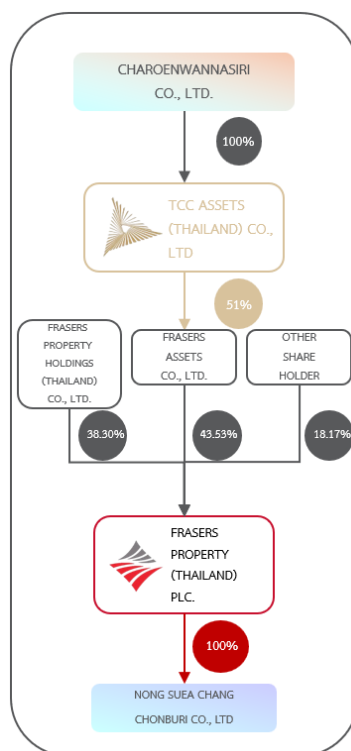 CHAROENWANNASIRI
CO., LTD.
100%
TCC ASSETS
(THAILAND) CO.,
LTD
51%
FRASERS
PROPERTY
HOLDINGS
(THAILAND)
CO., LTD.
FRASERS
ASSETS
CO., LTD.
OTHER
SHARE
HOLDER
38.30%
43.53%
18.17%
FRASERS
PROPERTY
(THAILAND)
PLC.
100%
NONG SUEA CHANG
CHONBURI CO., LTD